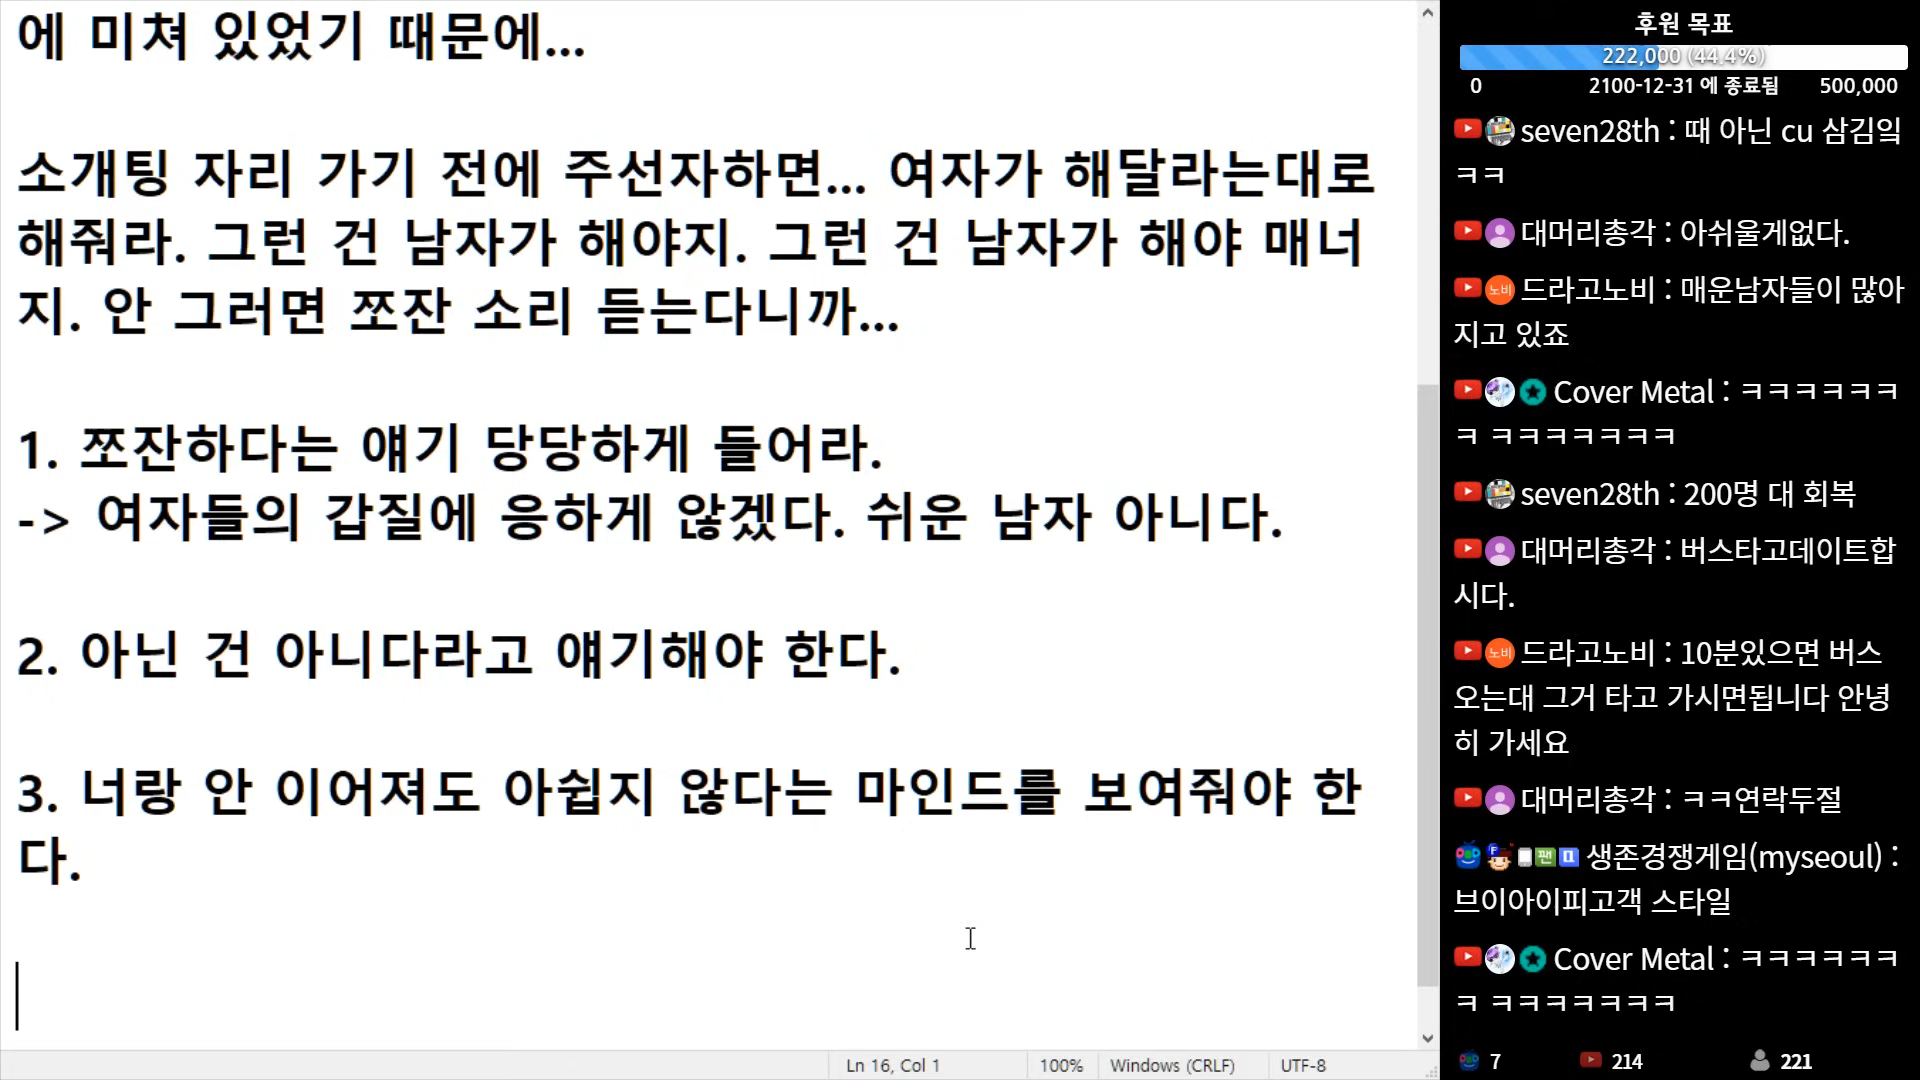 에 미쳐 있었기 때문에...
소개팅 자리 가기 전에 주선자하면... 여자가 해달라는대로
해줘라. 그런 건 남자가 해야지. 그런 건 남자가 해야 매너
지. 안 그러면 쪼잔 소리 듣는다니까...
1. 쪼잔하다는 얘기 당당하게 들어라.
-> 여자들의 갑질에 응하게 않겠다. 쉬운 남자 아니다.
2. 아닌 건 아니다라고 얘기해야 한다.
3. 너랑 안 이어져도 아쉽지 않다는 마인드를 보여줘야 한
다.
Ln 16, Col 1
100%
Windows (CRLF)
UTF-8
후원 목표
222,000 (44.4%)
0 2100-12-31 에 종료됨 500,000
seven28th : 때 아닌 cu 삼김잌
ㅋㅋ
대머리총각 : 아쉬울게없다.
노비 드라고노비 : 매운남자들이 많아
지고 있죠
Cover Metal : ㅋㅋㅋㅋㅋㅋ
ㅋ ㅋㅋㅋㅋㅋㅋㅋ
seven28th : 200명 대 회복
대머리총각 : 버스타고데이트합
시다.
노비 드라고노비 : 10분있으면 버스
오는대 그거 타고 가시면됩니다 안녕
히 가세요
대머리총각 : ㅋㅋ연락두절
팬 생존경쟁게임(myseoul) :
브이아이피고객 스타일
Cover Metal : ㅋㅋㅋㅋㅋㅋ
ㅋ ㅋㅋㅋㅋㅋㅋㅋ
7 214 221